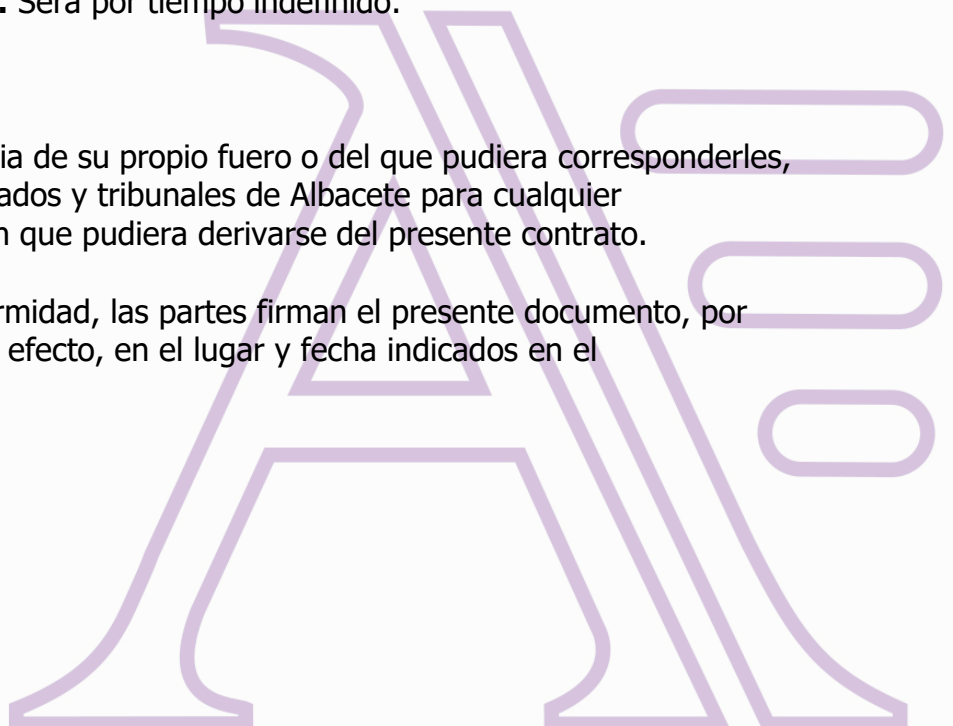 . Será por tiempo indefinido.
ia de su propio fuero o del que pudiera corresponderles,
ados y tribunales de Albacete para cualquier
n que pudiera derivarse del presente contrato.
rmidad, las partes firman el presente documento, por
efecto, en el lugar y fecha indicados en el